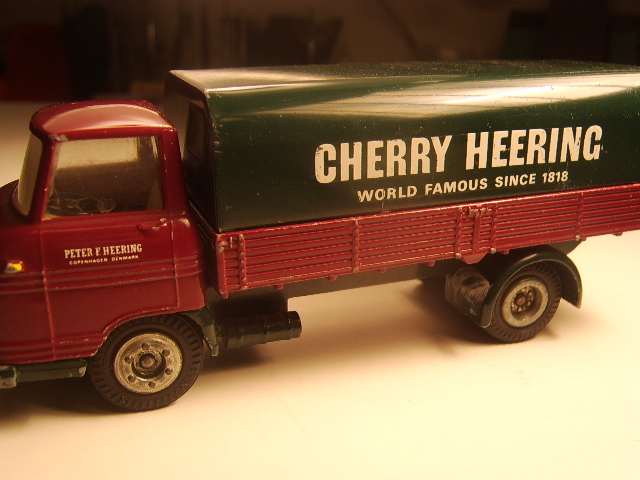 CHERRY HEERING
WORLD FAMOUS SINCE 1818
PETER F. HEERING
COPENHAGEN DENMARK